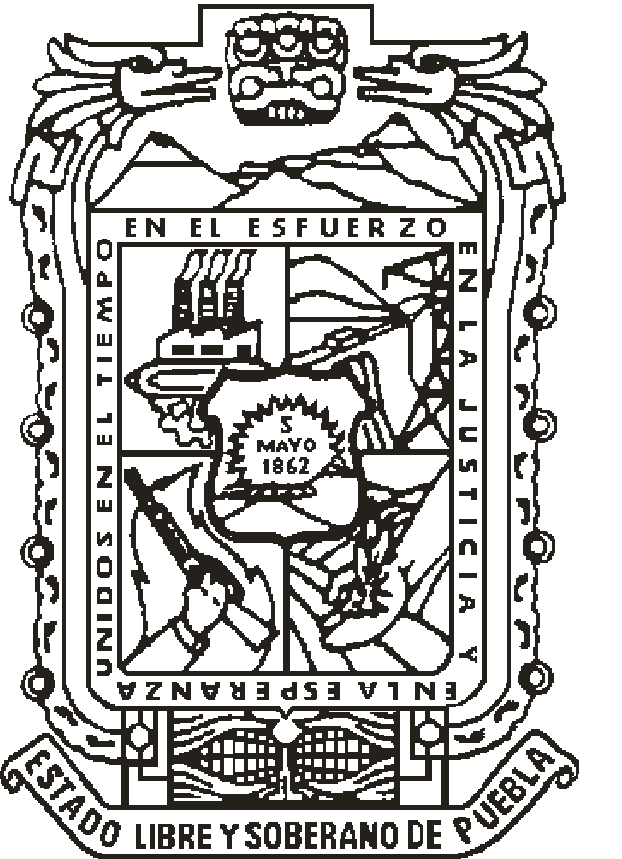 UNIDOS EN EL TIEMPO
EN EL ESFUERZO
EN LA JUSTICIA Y
EN LA ESPERANZA
5
MAYO
1862
ESTADO LIBRE Y SOBERANO DE PUEBLA